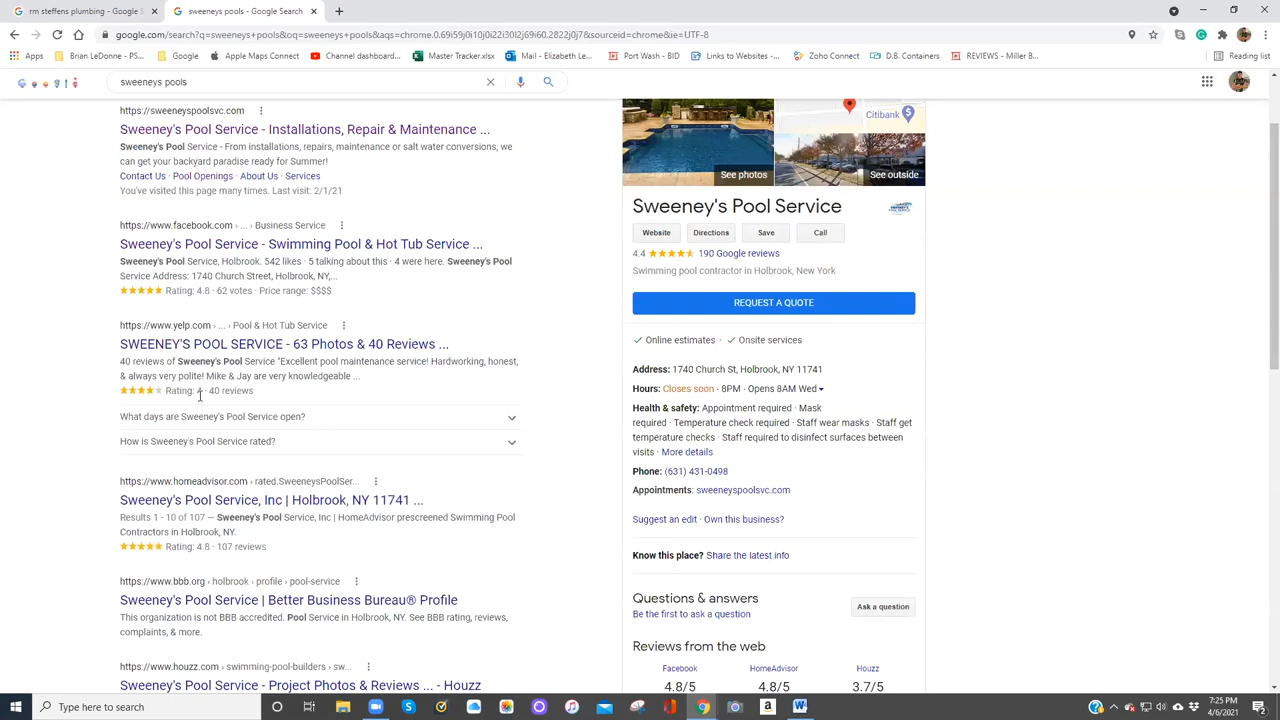 rm steffens plumbing - Google S
sweeneys pools - Google Search
google.com/search?q=sweeneys+pools&oq=sweeneys+pools&aqs=chrome.0.69i59j0i10j0i22i30l2j69i60.2822j0j7&sourceid=chrome&ie=UTF-8
Apps
Brian LeDonne - PS...
Google
Apple Maps Connect
Current YouTube ch...
Master Tracker.xlsx
Mail - Elizabeth Le...
Port Wash - BID
Links to Websites -...
Zoho Connect
D.B. Containers
REVIEWS - Miller B...
Reading list
sweeneys pools
https://sweeneyspoolsvc.com
Sweeney's Pool Service - Installations, Repair & Maintenance ...
Sweeney's Pool Service - From installations, repairs, maintenance or salt water conversions, we
can get your backyard paradise ready for Summer!
Contact Us · Pool Openings · About Us · Services
You've visited this page many times. Last visit: 2/1/21
https://www.facebook.com › ... › Business Service
Sweeney's Pool Service - Swimming Pool & Hot Tub Service ...
Sweeney's Pool Service, Holbrook. 542 likes · 5 talking about this · 4 were here. Sweeney's Pool
Service Address: 1740 Church Street, Holbrook, NY,...
Rating: 4.8 · 62 votes · Price range: $$$$
https://www.yelp.com › ... › Pool & Hot Tub Service
SWEENEY'S POOL SERVICE - 63 Photos & 40 Reviews ...
40 reviews of Sweeney's Pool Service "Excellent pool maintenance service! Hardworking, honest,
& always very polite! Mike & Jay are very knowledgeable ...
Rating: 4 · 40 reviews
What days are Sweeney's Pool Service open?
How is Sweeney's Pool Service rated?
https://www.homeadvisor.com › rated.SweeneysPoolSer...
Sweeney's Pool Service, Inc | Holbrook, NY 11741 ...
Results 1 - 10 of 107 — Sweeney's Pool Service, Inc | HomeAdvisor prescreened Swimming Pool
Contractors in Holbrook, NY.
Rating: 4.8 · 107 reviews
https://www.bbb.org › holbrook › profile › pool-service
Sweeney's Pool Service | Better Business Bureau® Profile
This organization is not BBB accredited. Pool Service in Holbrook, NY. See BBB rating, reviews,
complaints, & more.
https://www.houzz.com › swimming-pool-builders › sw...
Sweeney's Pool Service - Project Photos & Reviews ... - Houzz
Citibank
See photos
See outside
Sweeney's Pool Service
Website
Directions
Save
Call
4.4
190 Google reviews
Swimming pool contractor in Holbrook, New York
REQUEST A QUOTE
Online estimates · Onsite services
Address: 1740 Church St, Holbrook, NY 11741
Hours: Closes soon · 8PM · Opens 8AM Wed
Health & safety: Appointment required · Mask
required · Temperature check required · Staff wear masks · Staff get
temperature checks · Staff required to disinfect surfaces between
visits · More details
Phone: (631) 431-0498
Appointments: sweeneyspoolsvc.com
Suggest an edit · Own this business?
Know this place? Share the latest info
Questions & answers
Be the first to ask a question
Ask a question
Reviews from the web
Facebook
HomeAdvisor
Houzz
4.8/5
4.8/5
3.7/5
Type here to search
7:25 PM
4/6/2021